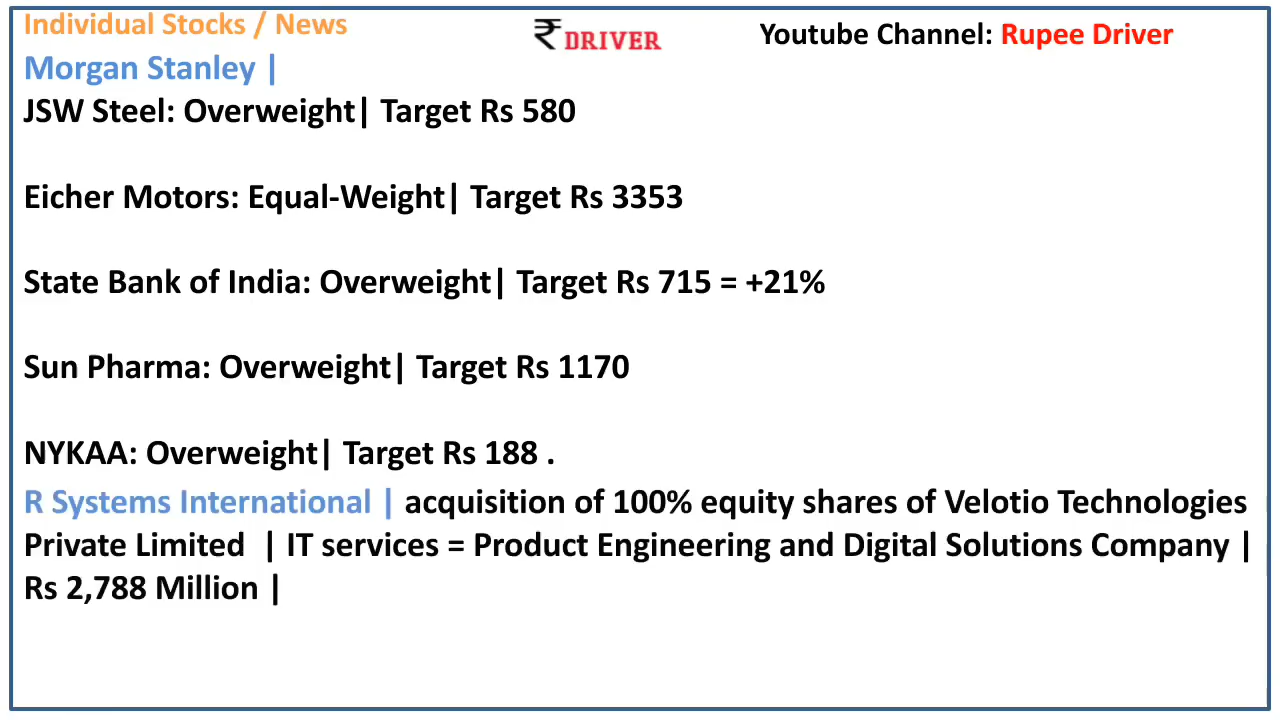 Individual Stocks / News
₹ DRIVER
Youtube Channel: Rupee Driver
Morgan Stanley |
JSW Steel: Overweight| Target Rs 580
Eicher Motors: Equal-Weight| Target Rs 3353
State Bank of India: Overweight| Target Rs 715 = +21%
Sun Pharma: Overweight| Target Rs 1170
NYKAA: Overweight| Target Rs 188 .
R Systems International | acquisition of 100% equity shares of Velotio Technologies
Private Limited | IT services = Product Engineering and Digital Solutions Company |
Rs 2,788 Million |